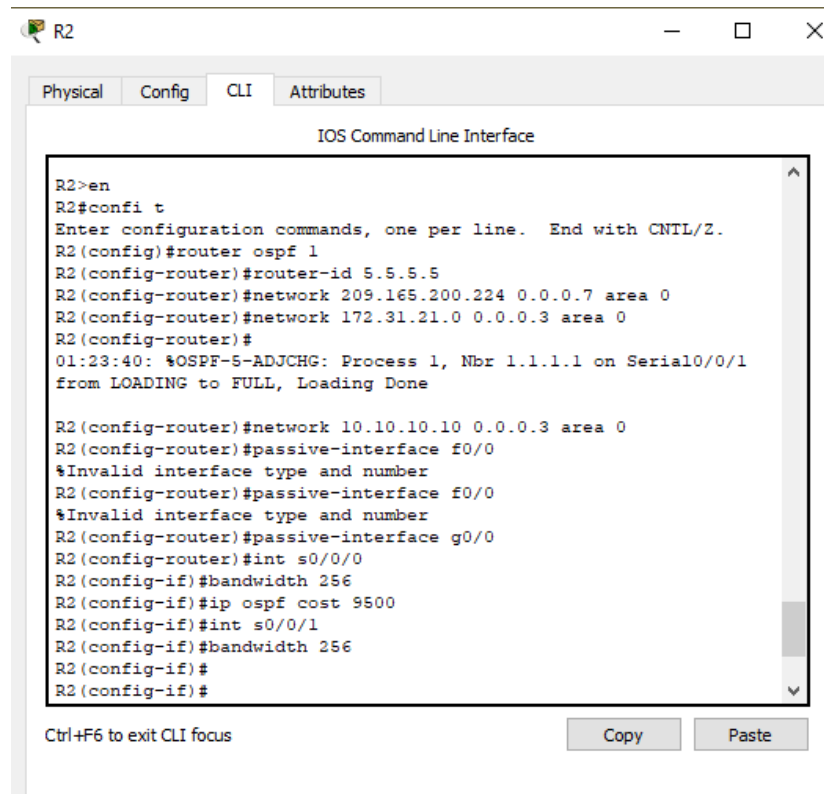 R2
Physical Config CLI Attributes
IOS Command Line Interface
R2>en
R2#confi t
Enter configuration commands, one per line.  End with CNTL/Z.
R2(config)#router ospf 1
R2(config-router)#router-id 5.5.5.5
R2(config-router)#network 209.165.200.224 0.0.0.7 area 0
R2(config-router)#network 172.31.21.0 0.0.0.3 area 0
R2(config-router)#
01:23:40: %OSPF-5-ADJCHG: Process 1, Nbr 1.1.1.1 on Serial0/0/1
from LOADING to FULL, Loading Done
R2(config-router)#network 10.10.10.10 0.0.0.3 area 0
R2(config-router)#passive-interface f0/0
%Invalid interface type and number
R2(config-router)#passive-interface f0/0
%Invalid interface type and number
R2(config-router)#passive-interface g0/0
R2(config-router)#int s0/0/0
R2(config-if)#bandwidth 256
R2(config-if)#ip ospf cost 9500
R2(config-if)#int s0/0/1
R2(config-if)#bandwidth 256
R2(config-if)#
R2(config-if)#
Ctrl+F6 to exit CLI focus Copy Paste